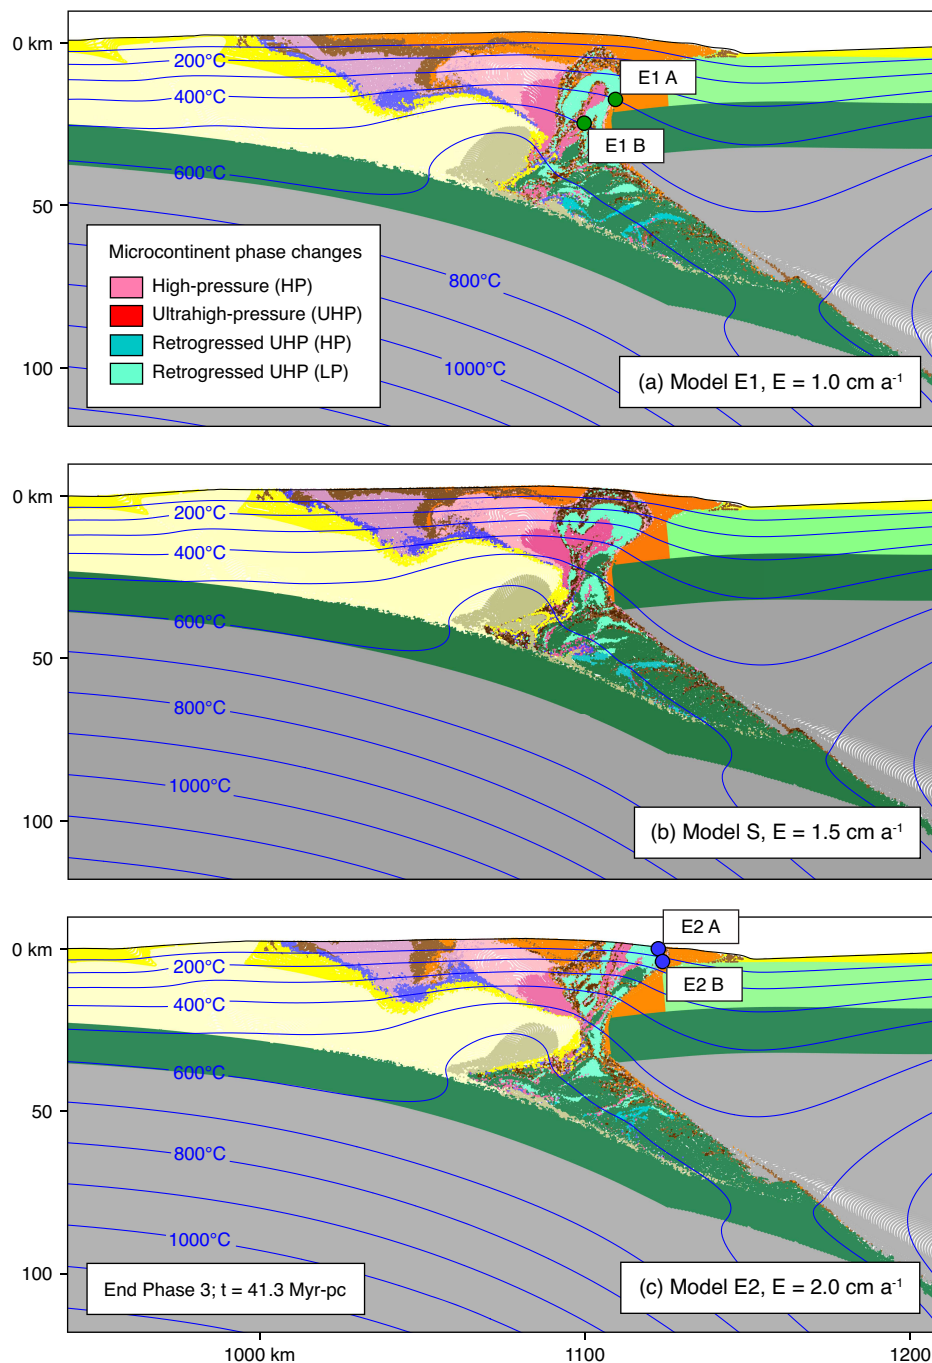 0 km
200°C
400°C
600°C
800°C
1000°C
50
100
E1 A
E1 B
Microcontinent phase changes
High-pressure (HP)
Ultrahigh-pressure (UHP)
Retrogressed UHP (HP)
Retrogressed UHP (LP)
(a) Model E1, E = 1.0 cm a⁻¹
0 km
200°C
400°C
600°C
50
800°C
1000°C
100
(b) Model S, E = 1.5 cm a⁻¹
E2 A
0 km
200°C
E2 B
400°C
600°C
50
800°C
1000°C
100
End Phase 3; t = 41.3 Myr-pc
(c) Model E2, E = 2.0 cm a⁻¹
1000 km
1100
1200